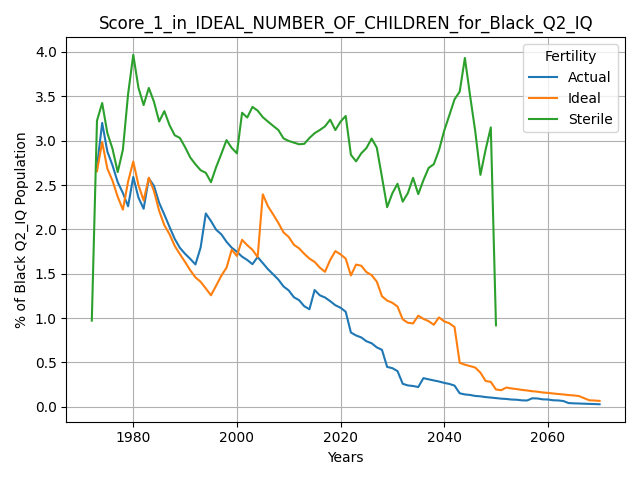 Score_1_in_IDEAL_NUMBER_OF_CHILDREN_for_Black_Q2_IQ
Fertility
Actual
Ideal
Sterile
% of Black Q2_IQ Population
4.0
3.5
3.0
2.5
2.0
1.5
1.0
0.5
0.0
1980
2000
2020
2040
2060
Years